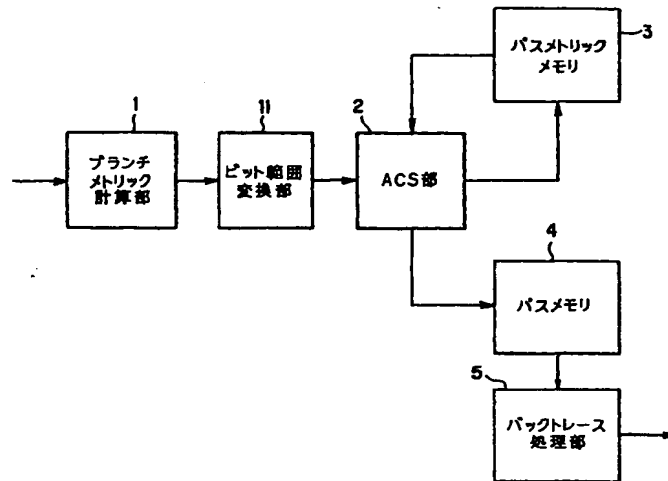 1
ブランチ
メトリック
計算部
11
ビット範囲
変換部
2
ACS部
パスメトリック
メモリ
3
4
パスメモリ
5
バックトレース
処理部